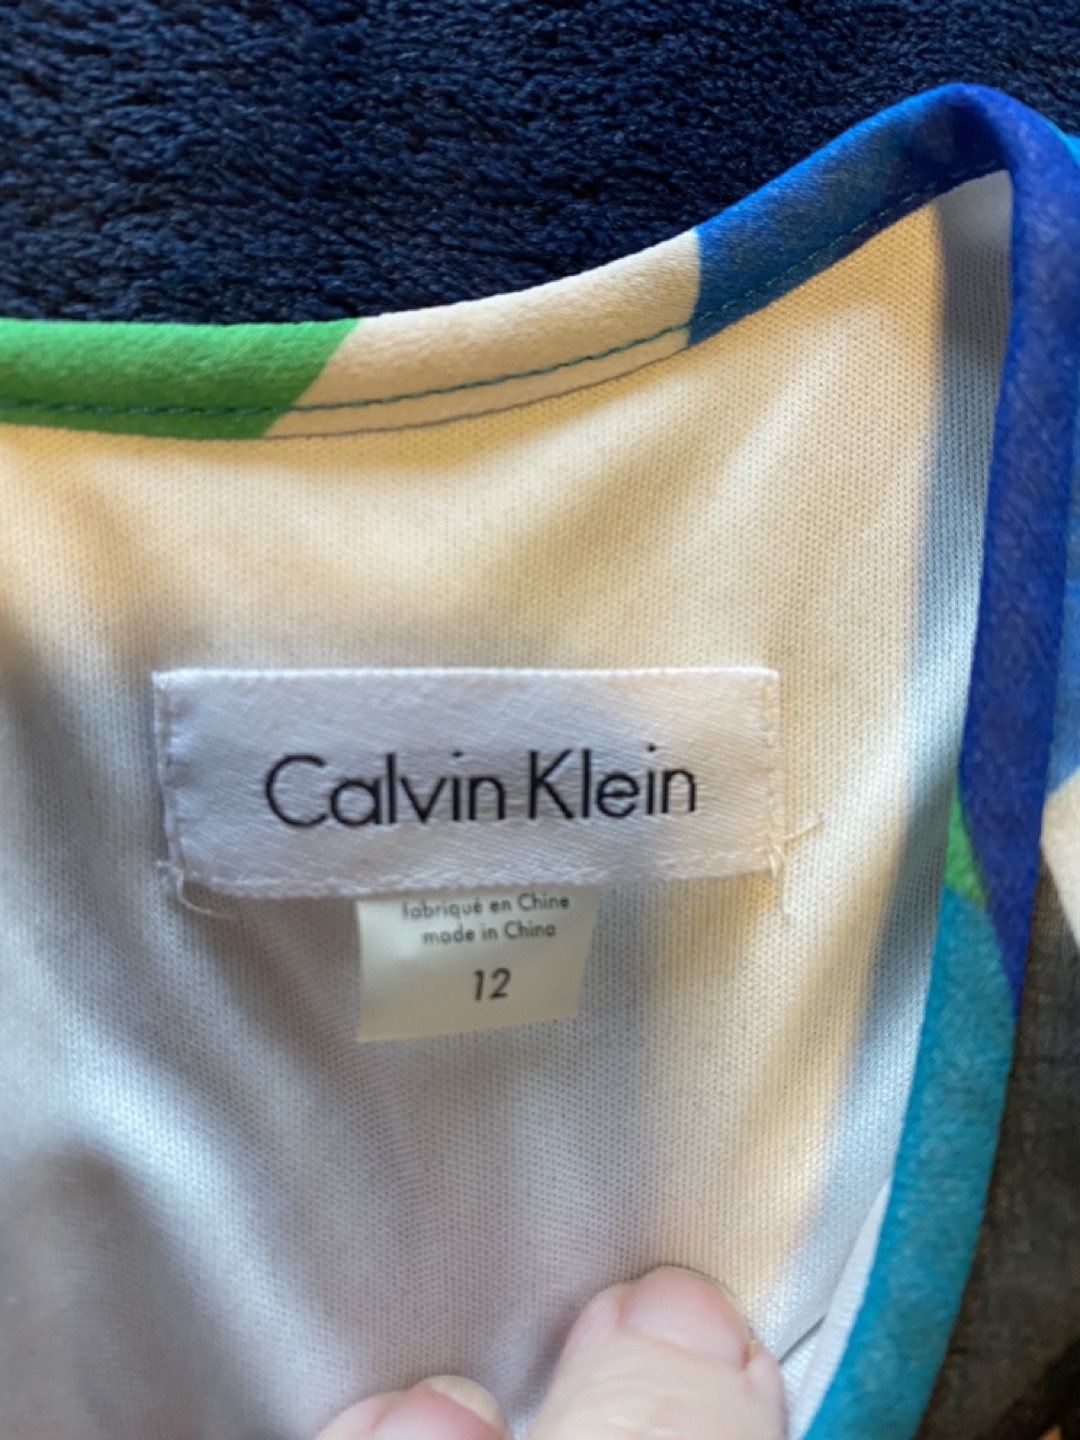 Calvin Klein
fabriqué en Chine
made in China
12